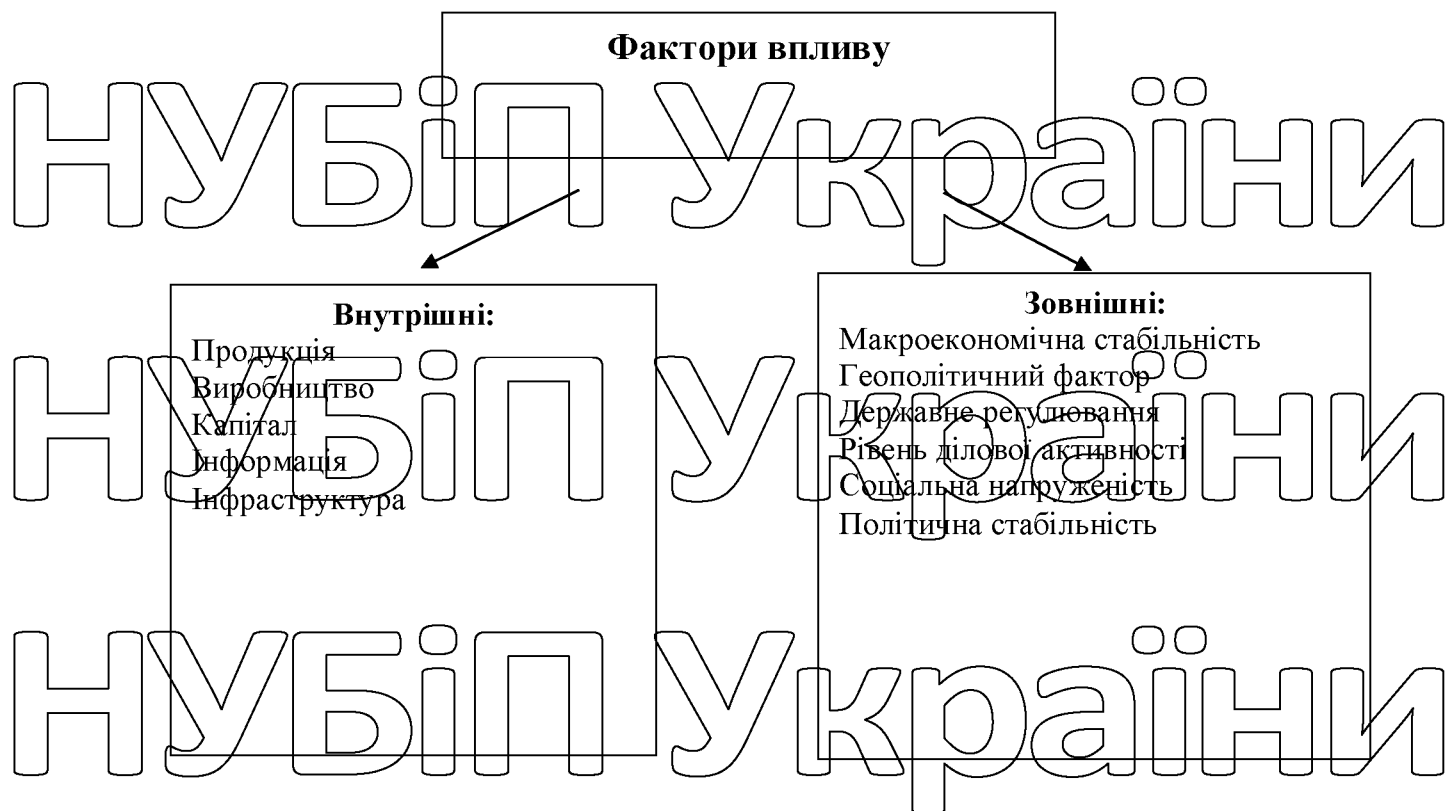 Фактори впливу
НУБіП України
Внутрішні:
Продукція
Виробництво
Капітал
Інформація
Інфраструктура
Зовнішні:
Макроекономічна стабільність
Геополітичний фактор
Державне регулювання
Рівень ділової активності
Соціальна напруженість
Політична стабільність
НУБіП України
НУБіП України